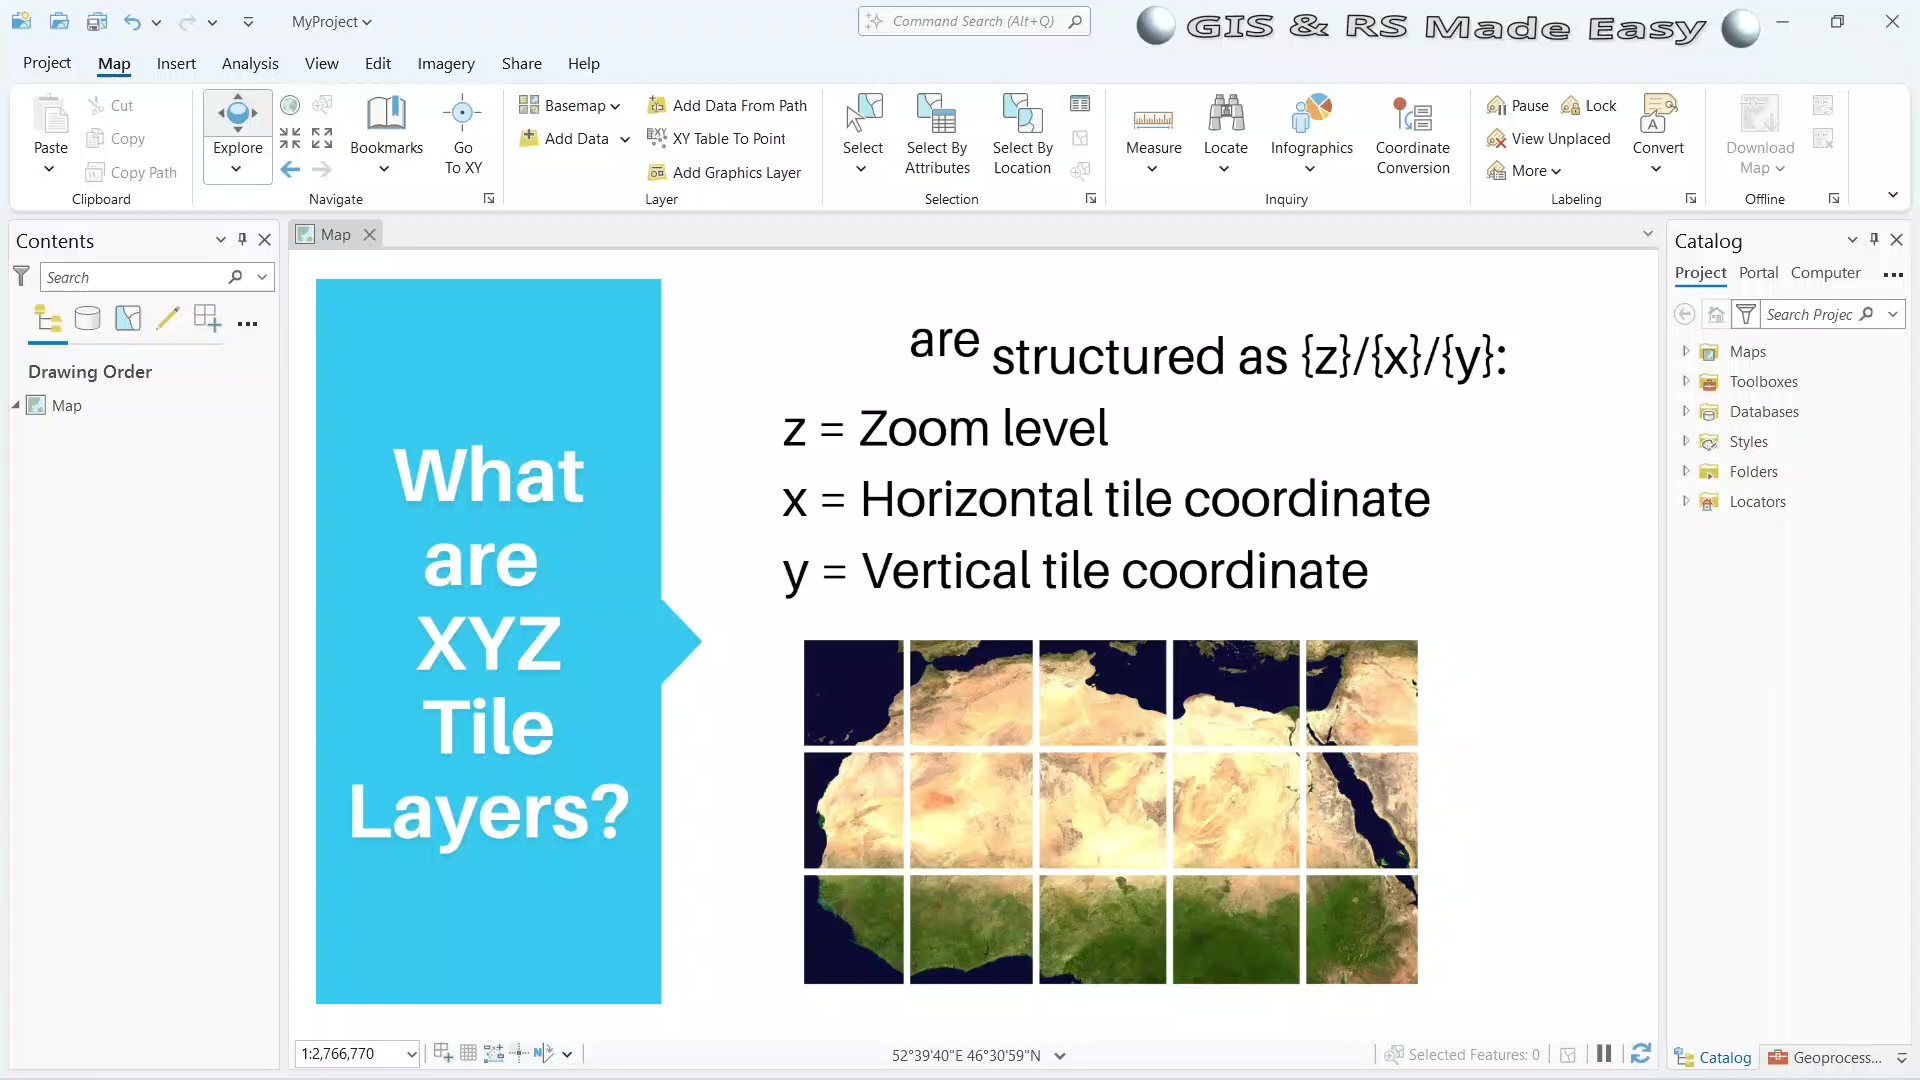 MyProject
Command Search (Alt+Q)
GIS & RS Made Easy
Project
Map
Insert
Analysis
View
Edit
Imagery
Share
Help
Paste
Cut
Copy
Copy Path
Clipboard
Explore
Bookmarks
Go
To XY
Navigate
Basemap
Add Data
Add Data From Path
XY Table To Point
Add Graphics Layer
Layer
Select
Select By
Attributes
Select By
Location
Selection
Measure
Locate
Infographics
Coordinate
Conversion
Inquiry
Pause
Lock
View Unplaced
More
Convert
Labeling
Download
Map
Offline
Contents
Search
Drawing Order
Map
Map
What
are
XYZ
Tile
Layers?
are structured as {z}/{x}/{y}:
z = Zoom level
x = Horizontal tile coordinate
y = Vertical tile coordinate
1:2,766,770
52°39'40"E 46°30'59"N
Selected Features: 0
Catalog
Project
Portal
Computer
Search Projec
Maps
Toolboxes
Databases
Styles
Folders
Locators
Catalog
Geoprocess...